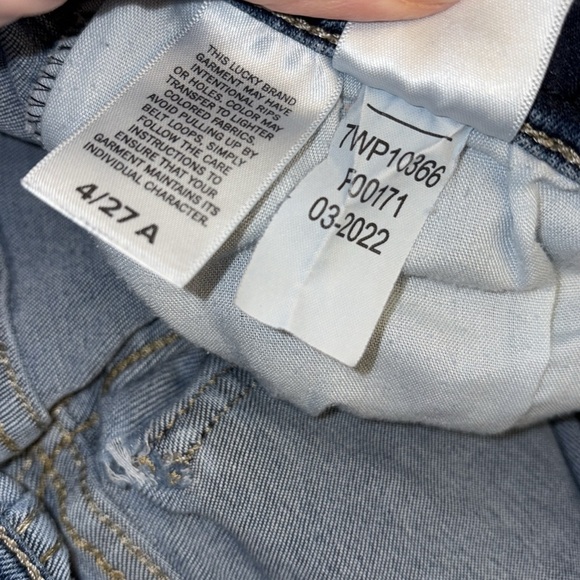 THIS LUCKY BRAND
GARMENT MAY HAVE
INTENTIONAL RIPS
OR HOLES. COLOR MAY
TRANSFER TO LIGHTER
COLORED FABRICS.
AVOID PULLING UP BY
BELT LOOPS, SIMPLY
FOLLOW THE CARE
INSTRUCTIONS TO
ENSURE THAT YOUR
GARMENT MAINTAINS ITS
INDIVIDUAL CHARACTER.
4/27 A
7WP10366
F00171
03-2022